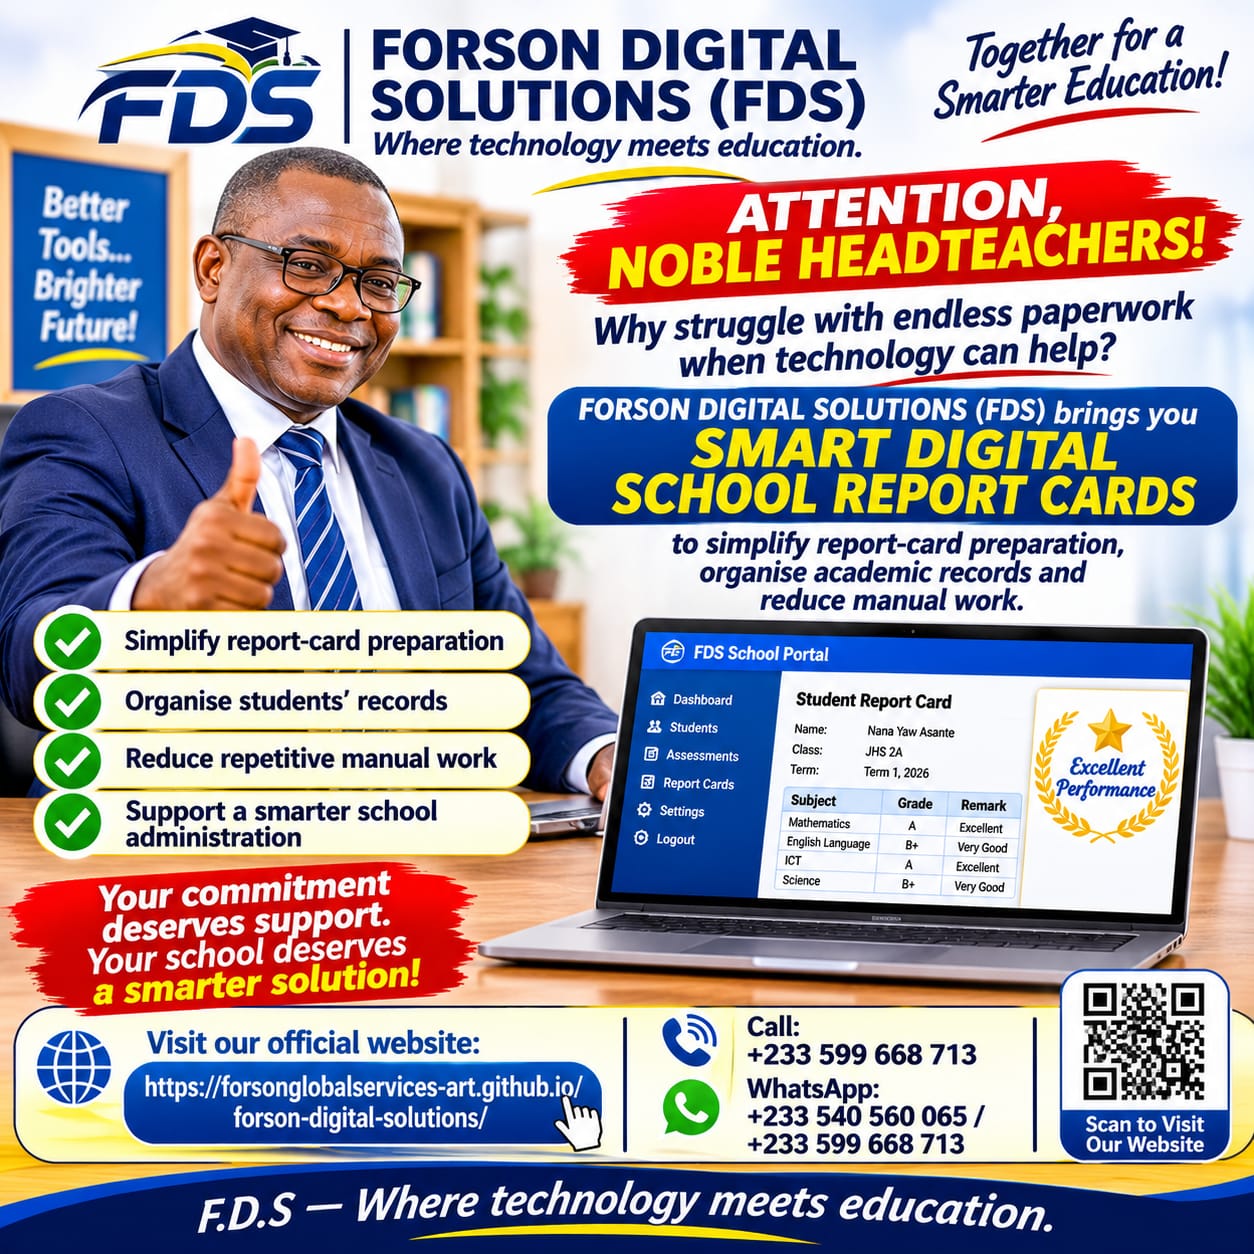 FDS
FORSON DIGITAL
SOLUTIONS (FDS)
Where technology meets education.
Together for a
Smarter Education!
Better
Tools...
Brighter
Future!
ATTENTION,
NOBLE HEADTEACHERS!
Why struggle with endless paperwork
when technology can help?
FORSON DIGITAL SOLUTIONS (FDS) brings you
SMART DIGITAL
SCHOOL REPORT CARDS
to simplify report-card preparation,
organise academic records and
reduce manual work.
Simplify report-card preparation
Organise students' records
Reduce repetitive manual work
Support a smarter school
administration
FDS School Portal
Dashboard
Students
Assessments
Report Cards
Settings
Logout
Student Report Card
Name: Nana Yaw Asante
Class: JHS 2A
Term: Term 1, 2026
Subject Grade Remark
Mathematics A Excellent
English Language B+ Very Good
ICT A Excellent
Science B+ Very Good
Excellent
Performance
Your commitment
deserves support.
Your school deserves
a smarter solution!
Visit our official website:
https://forsonglobalservices-art.github.io/
forson-digital-solutions/
Call:
+233 599 668 713
WhatsApp:
+233 540 560 065 /
+233 599 668 713
Scan to Visit
Our Website
F.D.S — Where technology meets education.